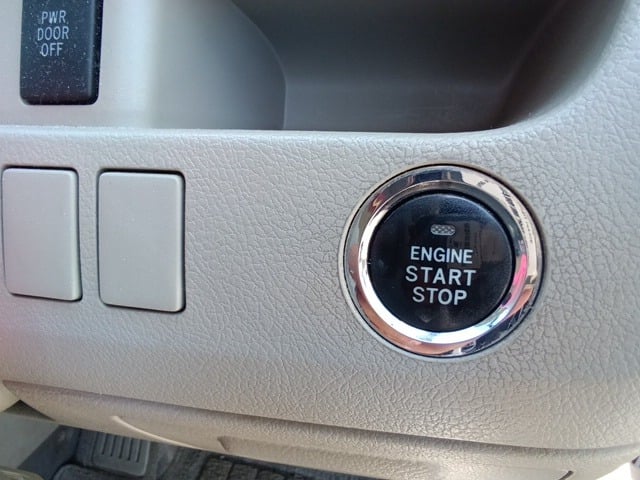 PWR
DOOR
OFF
ENGINE
START
STOP